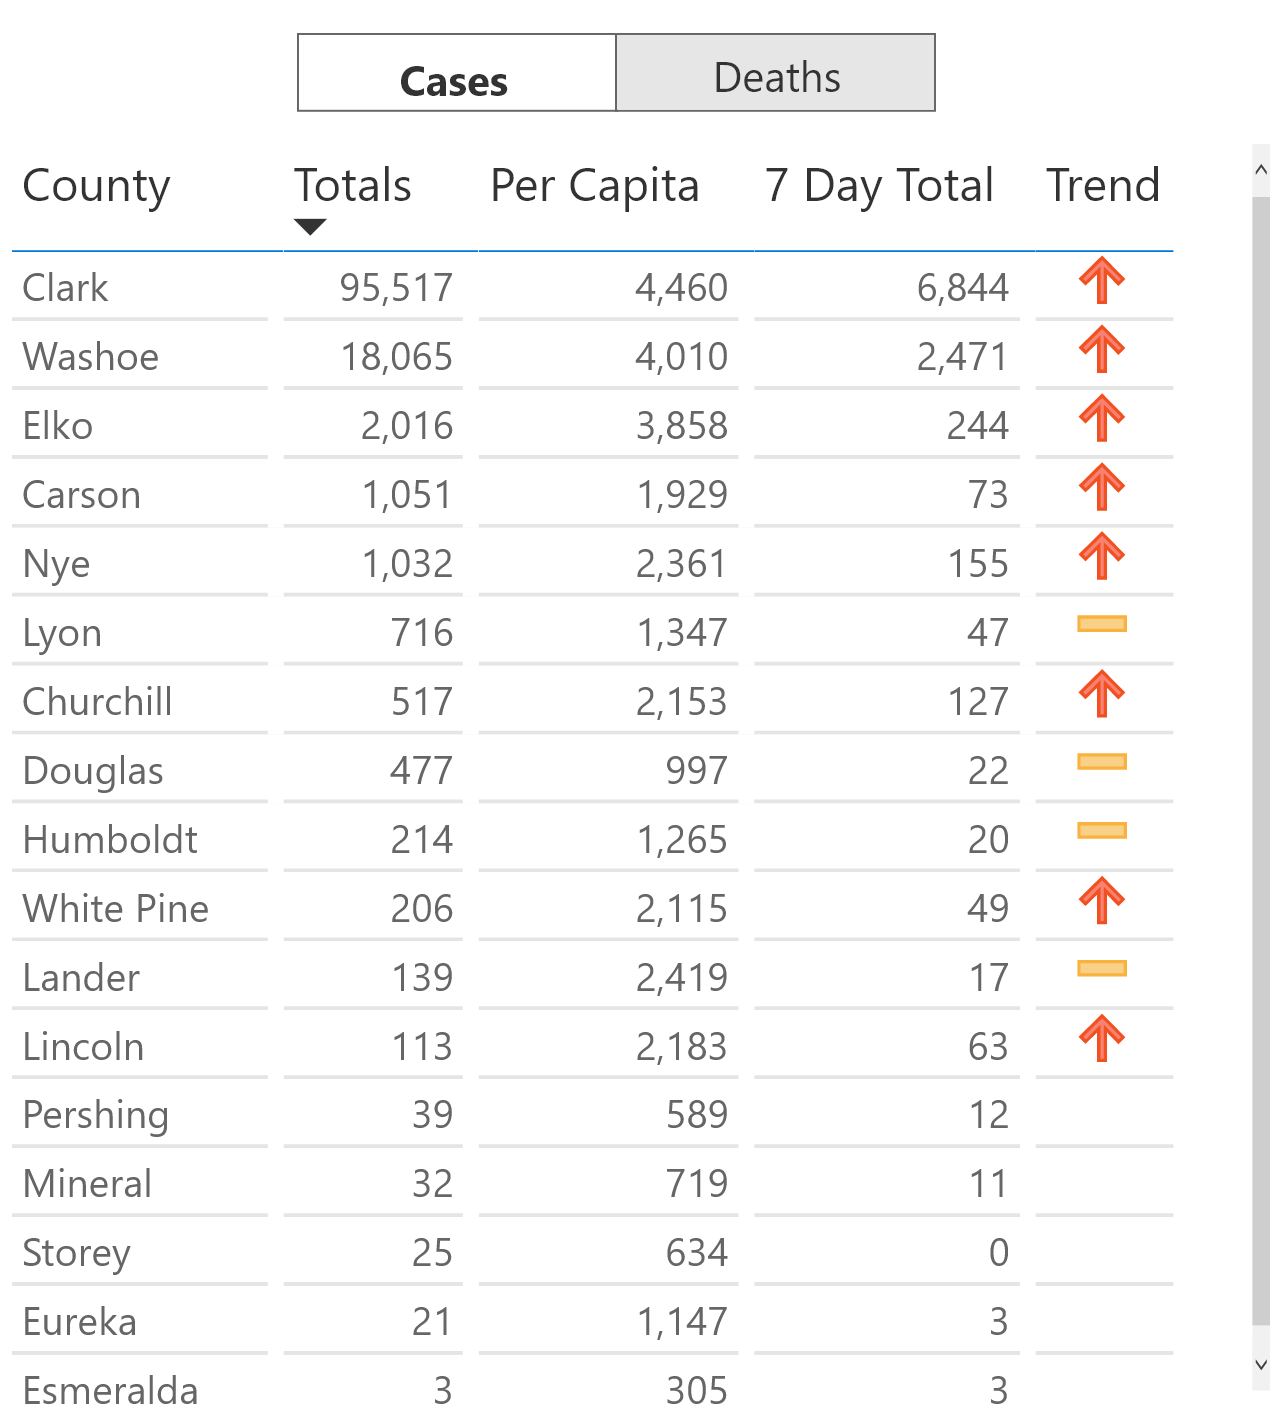 Cases Deaths
County Totals Per Capita 7 Day Total Trend
Clark 95,517 4,460 6,844
Washoe 18,065 4,010 2,471
Elko 2,016 3,858 244
Carson 1,051 1,929 73
Nye 1,032 2,361 155
Lyon 716 1,347 47
Churchill 517 2,153 127
Douglas 477 997 22
Humboldt 214 1,265 20
White Pine 206 2,115 49
Lander 139 2,419 17
Lincoln 113 2,183 63
Pershing 39 589 12
Mineral 32 719 11
Storey 25 634 0
Eureka 21 1,147 3
Esmeralda 3 305 3